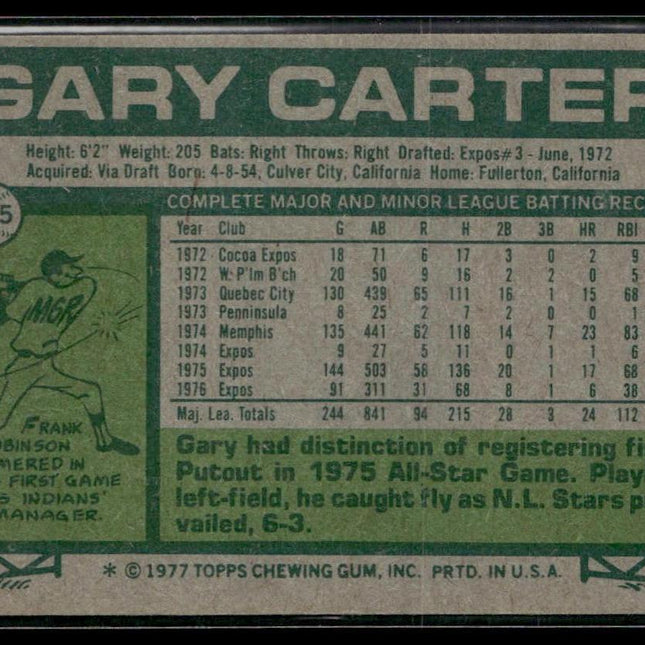 GARY CARTER
Height: 6'2" Weight: 205 Bats: Right Throws: Right Drafted: Expos#3 - June, 1972
Acquired: Via Draft Born: 4-8-54, Culver City, California Home: Fullerton, California
5
COMPLETE MAJOR AND MINOR LEAGUE BATTING REC
Year Club G AB R H 2B 3B HR RBI
1972 Cocoa Expos 18 71 6 17 3 0 2 9
1972 W. P'lm B'ch 20 50 9 16 2 2 0 5
1973 Quebec City 130 439 65 111 16 1 15 68
1973 Penninsula 8 25 2 7 2 0 0 1
1974 Memphis 135 441 62 118 14 7 23 83
1974 Expos 9 27 5 11 0 1 1 6
1975 Expos 144 503 58 136 20 1 17 68
1976 Expos 91 311 31 68 8 1 6 38
Maj. Lea. Totals 244 841 94 215 28 3 24 112
MGR
FRANK
OBINSON
MERED IN
FIRST GAME
S INDIANS'
MANAGER.
Gary had distinction of registering fi
Putout in 1975 All-Star Game. Play
left-field, he caught fly as N.L. Stars p
vailed, 6-3.
* © 1977 TOPPS CHEWING GUM, INC. PRTD. IN U.S.A.